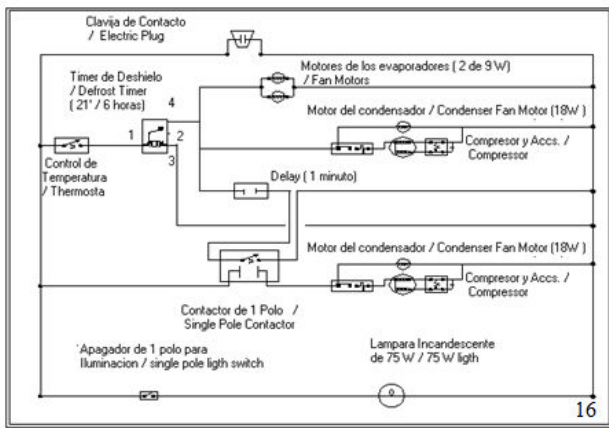 Clavija de Contacto
/ Electric Plug
Motores de los evaporadores ( 2 de 9 W )
/ Fan Motors
Timer de Deshielo
/ Defrost Timer
( 21' / 6 horas )
4
Motor del condensador / Condenser Fan Motor (18W )
1
2
3
Compresor y Accs. /
Compressor
Control de
Temperatura
/ Thermosta
Delay ( 1 minuto )
Motor del condensador / Condenser Fan Motor (18W )
Compresor y Accs. /
Compressor
Contactor de 1 Polo /
Single Pole Contactor
'Apagador de 1 polo para
Iluminacion / single pole ligth switch
Lampara Incandescente
de 75 W / 75 W ligth
16